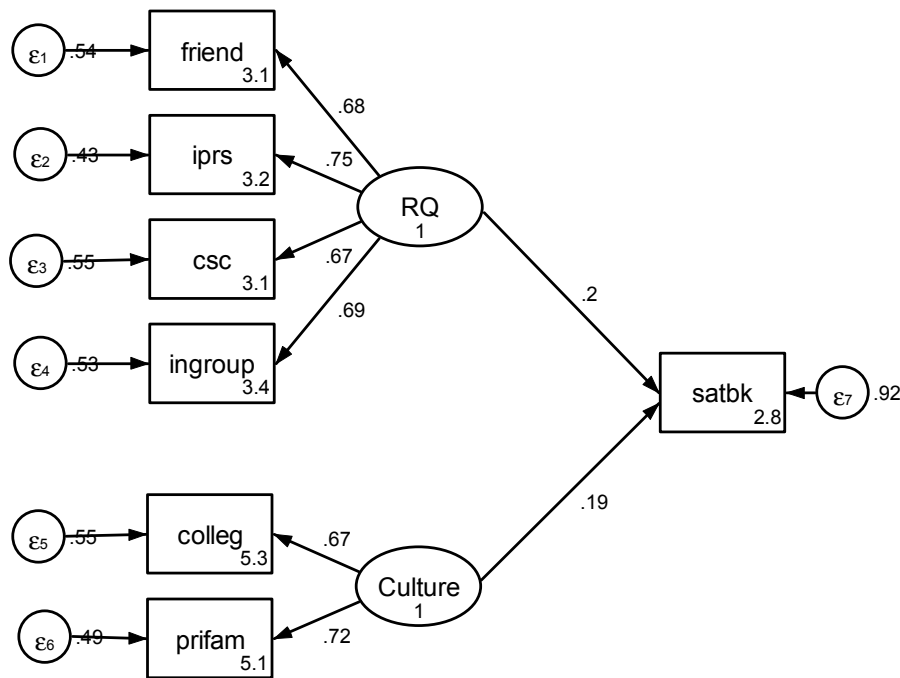 ε1 .54 friend 3.1
.68
ε2 .43 iprs 3.2
.75
RQ
1
ε3 .55 csc 3.1
.67
ε4 .53 ingroup 3.4
.69
.2
satbk 2.8
ε7 .92
.19
ε5 .55 colleg 5.3
.67
Culture
1
ε6 .49 prifam 5.1
.72